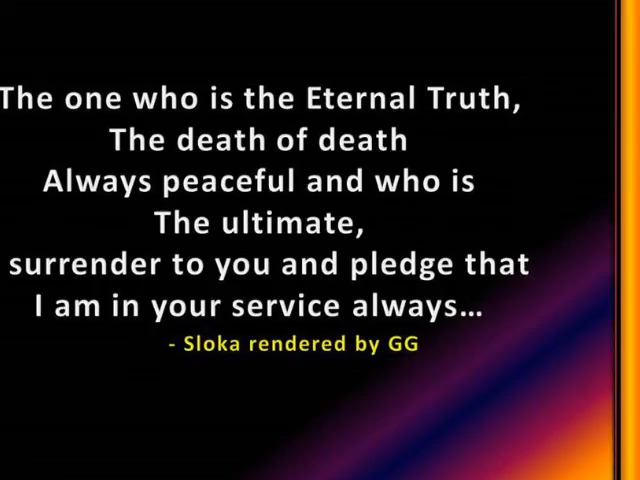 The one who is the Eternal Truth,
The death of death
Always peaceful and who is
The ultimate,
surrender to you and pledge that
I am in your service always…
- Sloka rendered by GG